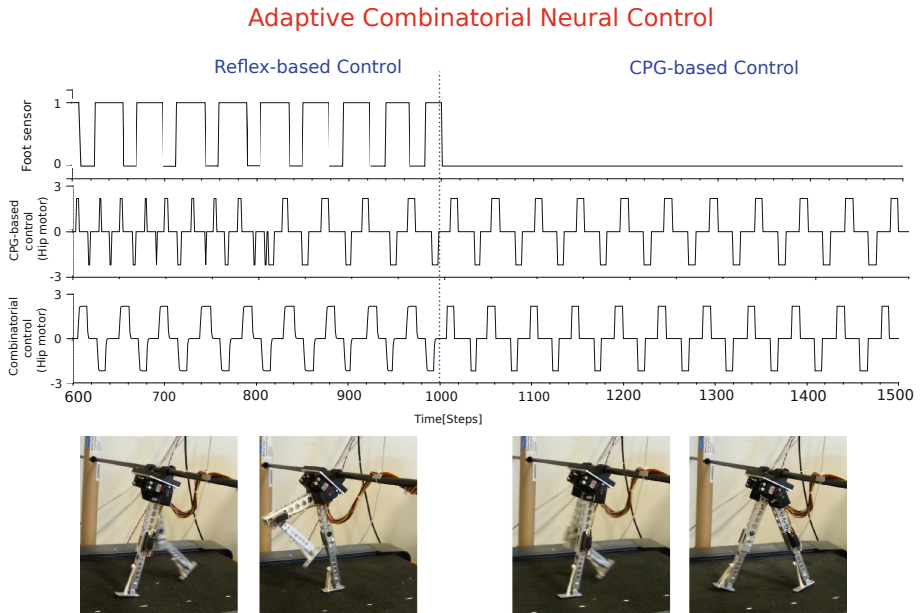 Adaptive Combinatorial Neural Control
Reflex-based Control
CPG-based Control
Foot sensor
1
0
CPG-based
control
(Hip motor)
3
0
-3
Combinatorial
control
(Hip motor)
3
0
-3
600 700 800 900 1000 1100 1200 1300 1400 1500
Time[Steps]